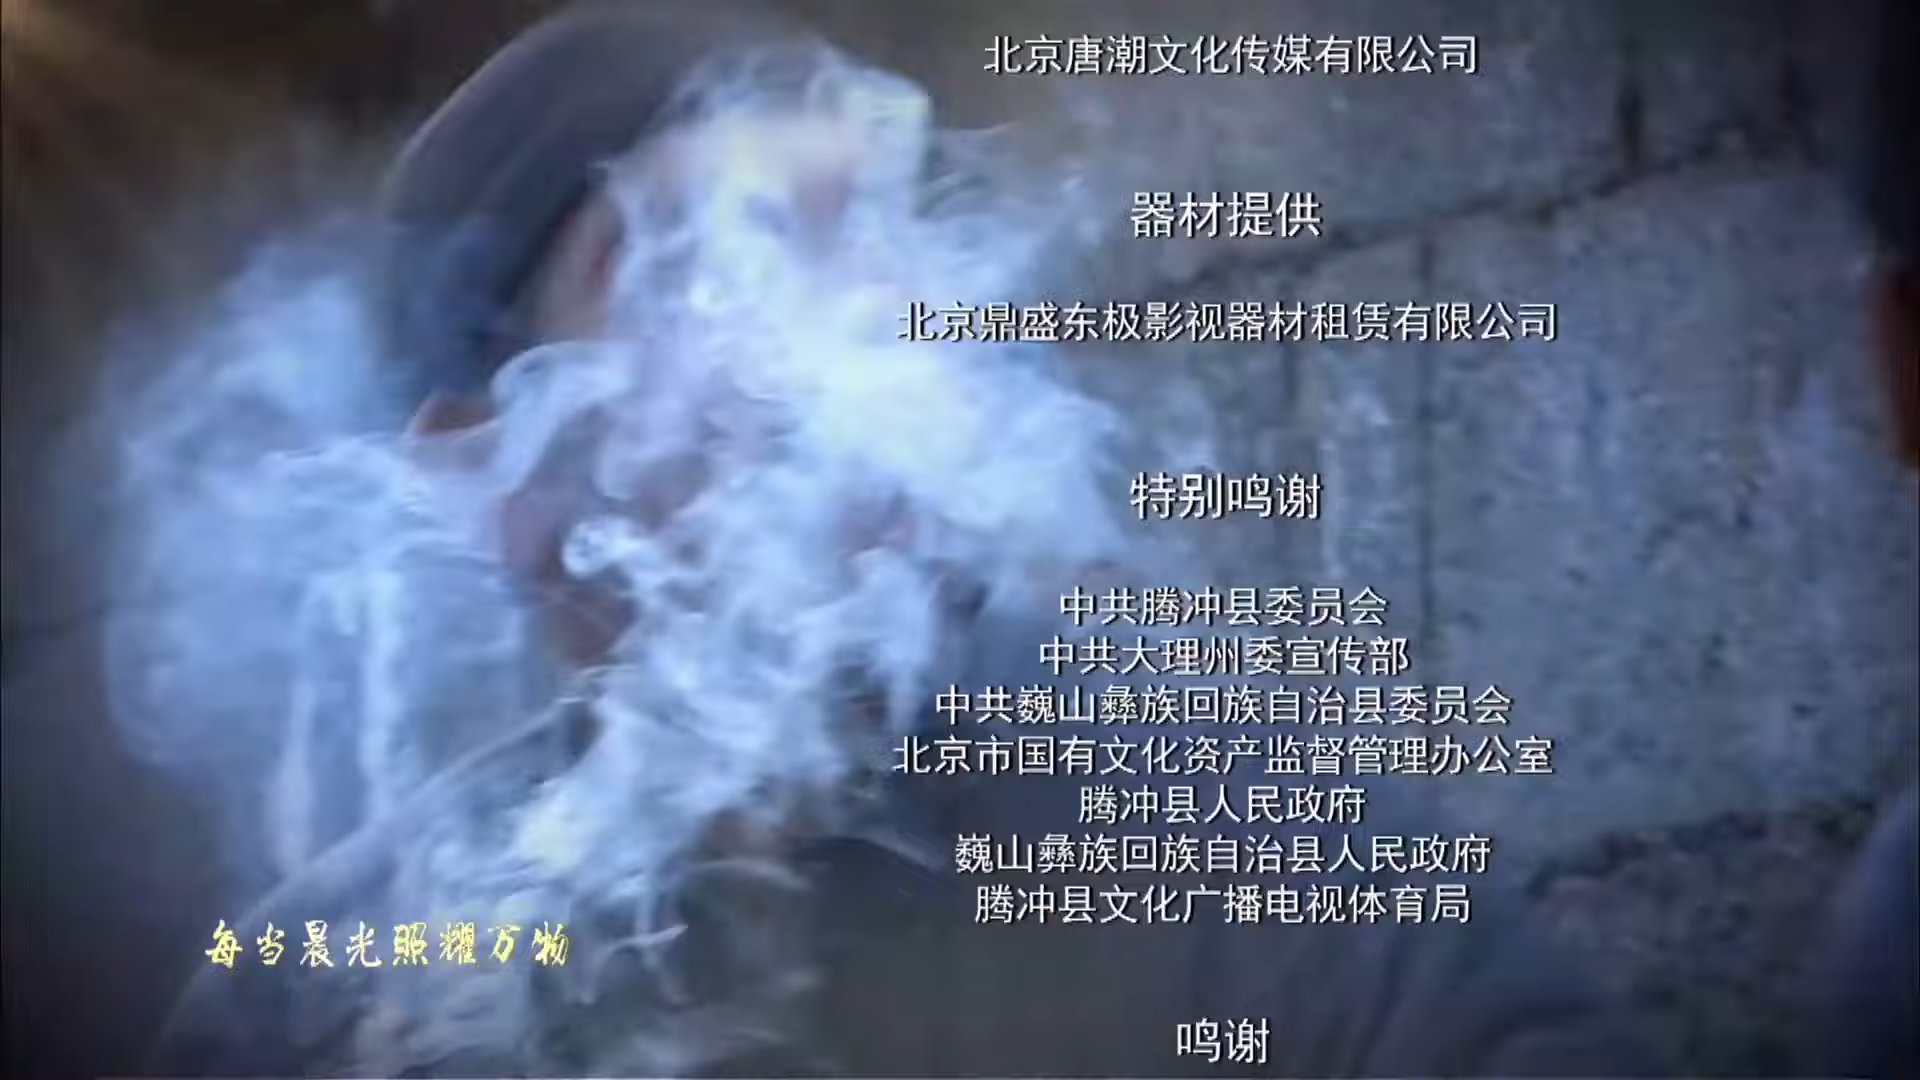 北京唐潮文化传媒有限公司
器材提供
北京鼎盛东极影视器材租赁有限公司
特别鸣谢
中共腾冲县委员会
中共大理州委宣传部
中共巍山彝族回族自治县委员会
北京市国有文化资产监督管理办公室
腾冲县人民政府
巍山彝族回族自治县人民政府
腾冲县文化广播电视体育局
每当晨光照耀万物
鸣谢